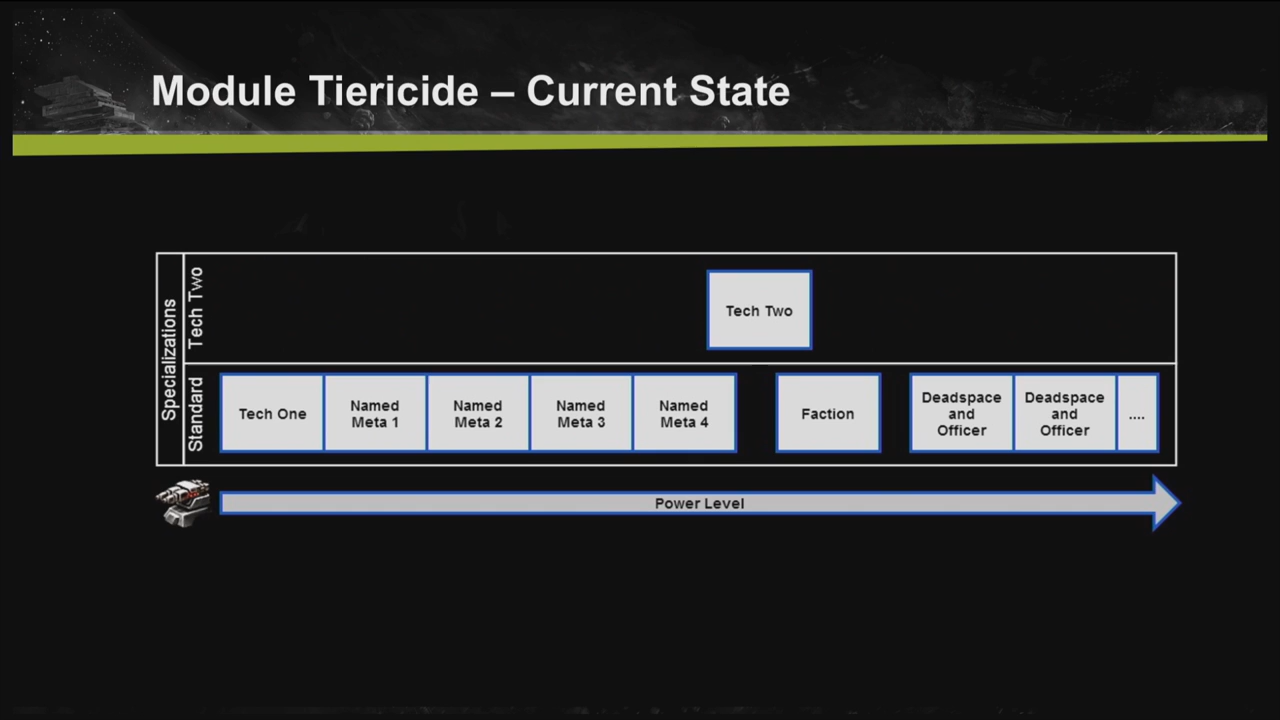 Module Tiericide – Current State
Specializations
Tech Two
Tech Two
Standard
Tech One
Named
Meta 1
Named
Meta 2
Named
Meta 3
Named
Meta 4
Faction
Deadspace
and
Officer
Deadspace
and
Officer
....
Power Level